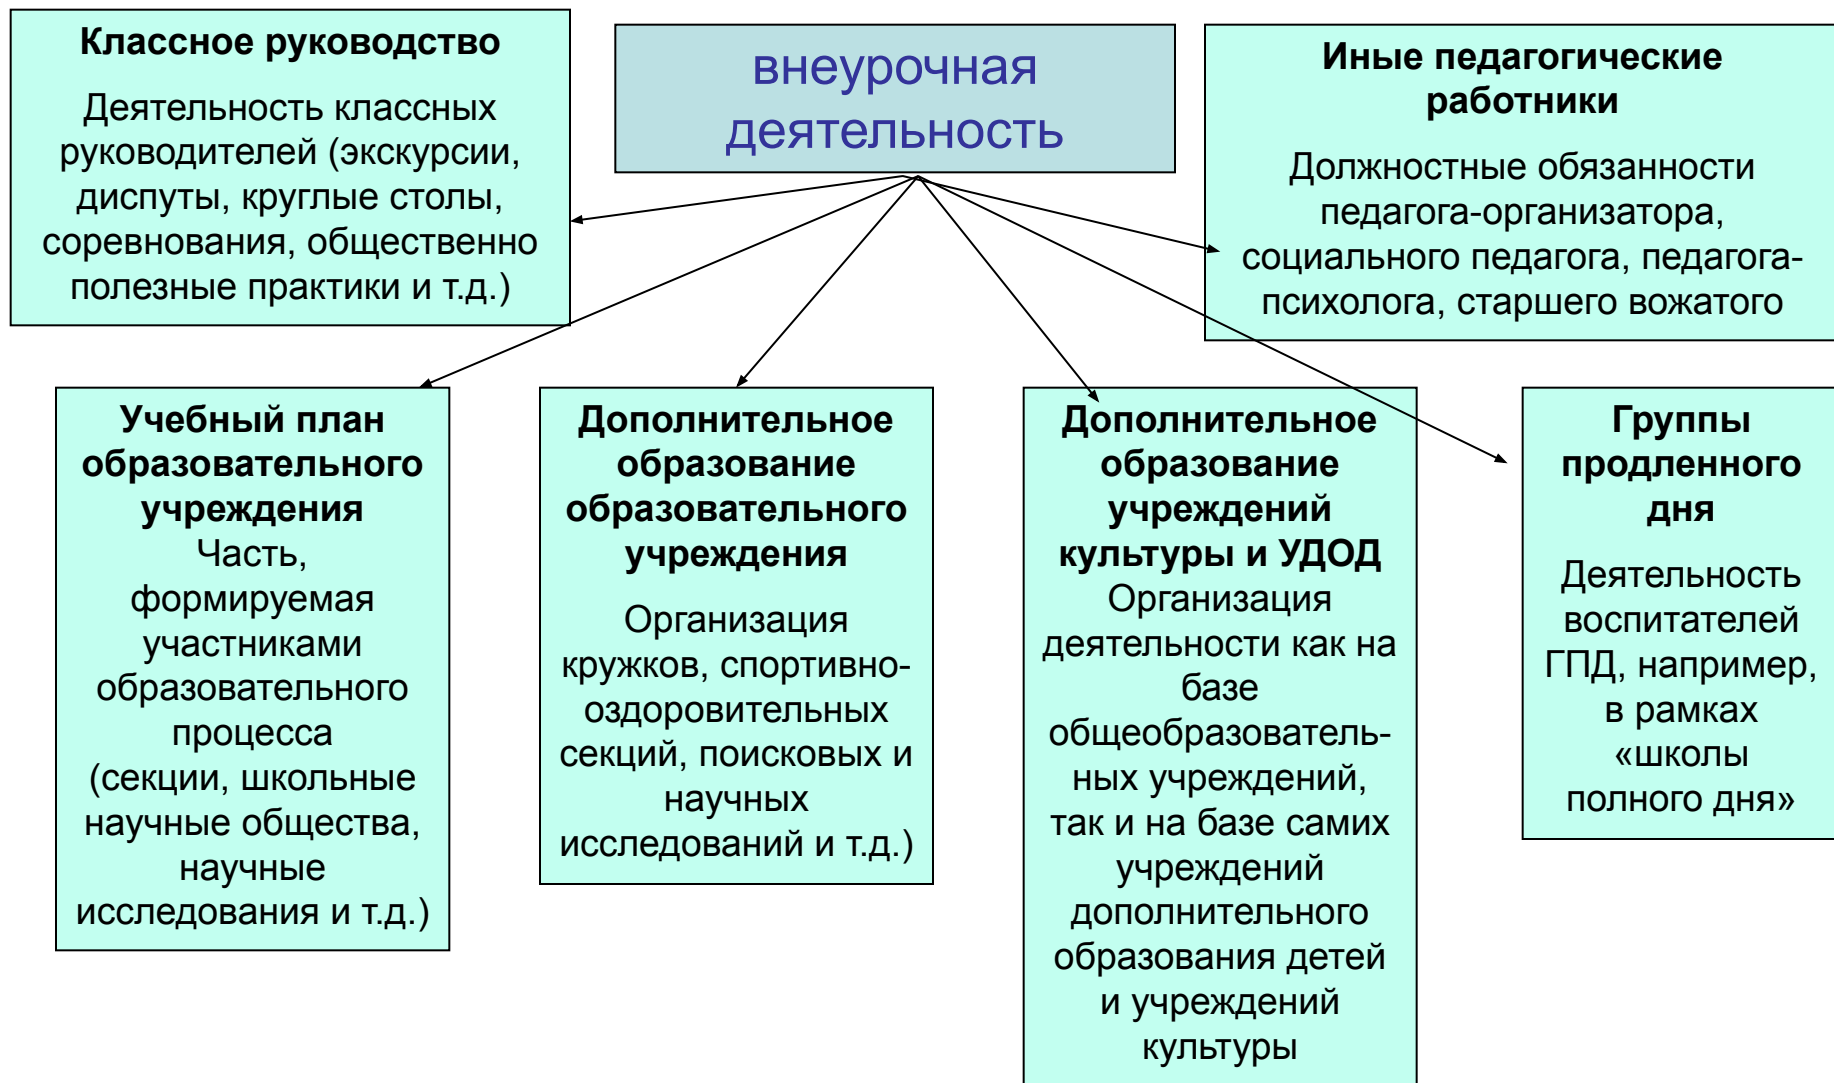 Классное руководство
Деятельность классных
руководителей (экскурсии,
диспуты, круглые столы,
соревнования, общественно
полезные практики и т.д.)
внеурочная
деятельность
Иные педагогические
работники
Должностные обязанности
педагога-организатора,
социального педагога, педагога-
психолога, старшего вожатого
Учебный план
образовательного
учреждения
Часть,
формируемая
участниками
образовательного
процесса
(секции, школьные
научные общества,
научные
исследования и т.д.)
Дополнительное
образование
образовательного
учреждения
Организация
кружков, спортивно-
оздоровительных
секций, поисковых и
научных
исследований и т.д.)
Дополнительное
образование
учреждений
культуры и УДОД
Организация
деятельности как на
базе
общеобразователь-
ных учреждений,
так и на базе самих
учреждений
дополнительного
образования детей
и учреждений
культуры
Группы
продленного
дня
Деятельность
воспитателей
ГПД, например,
в рамках
«школы
полного дня»